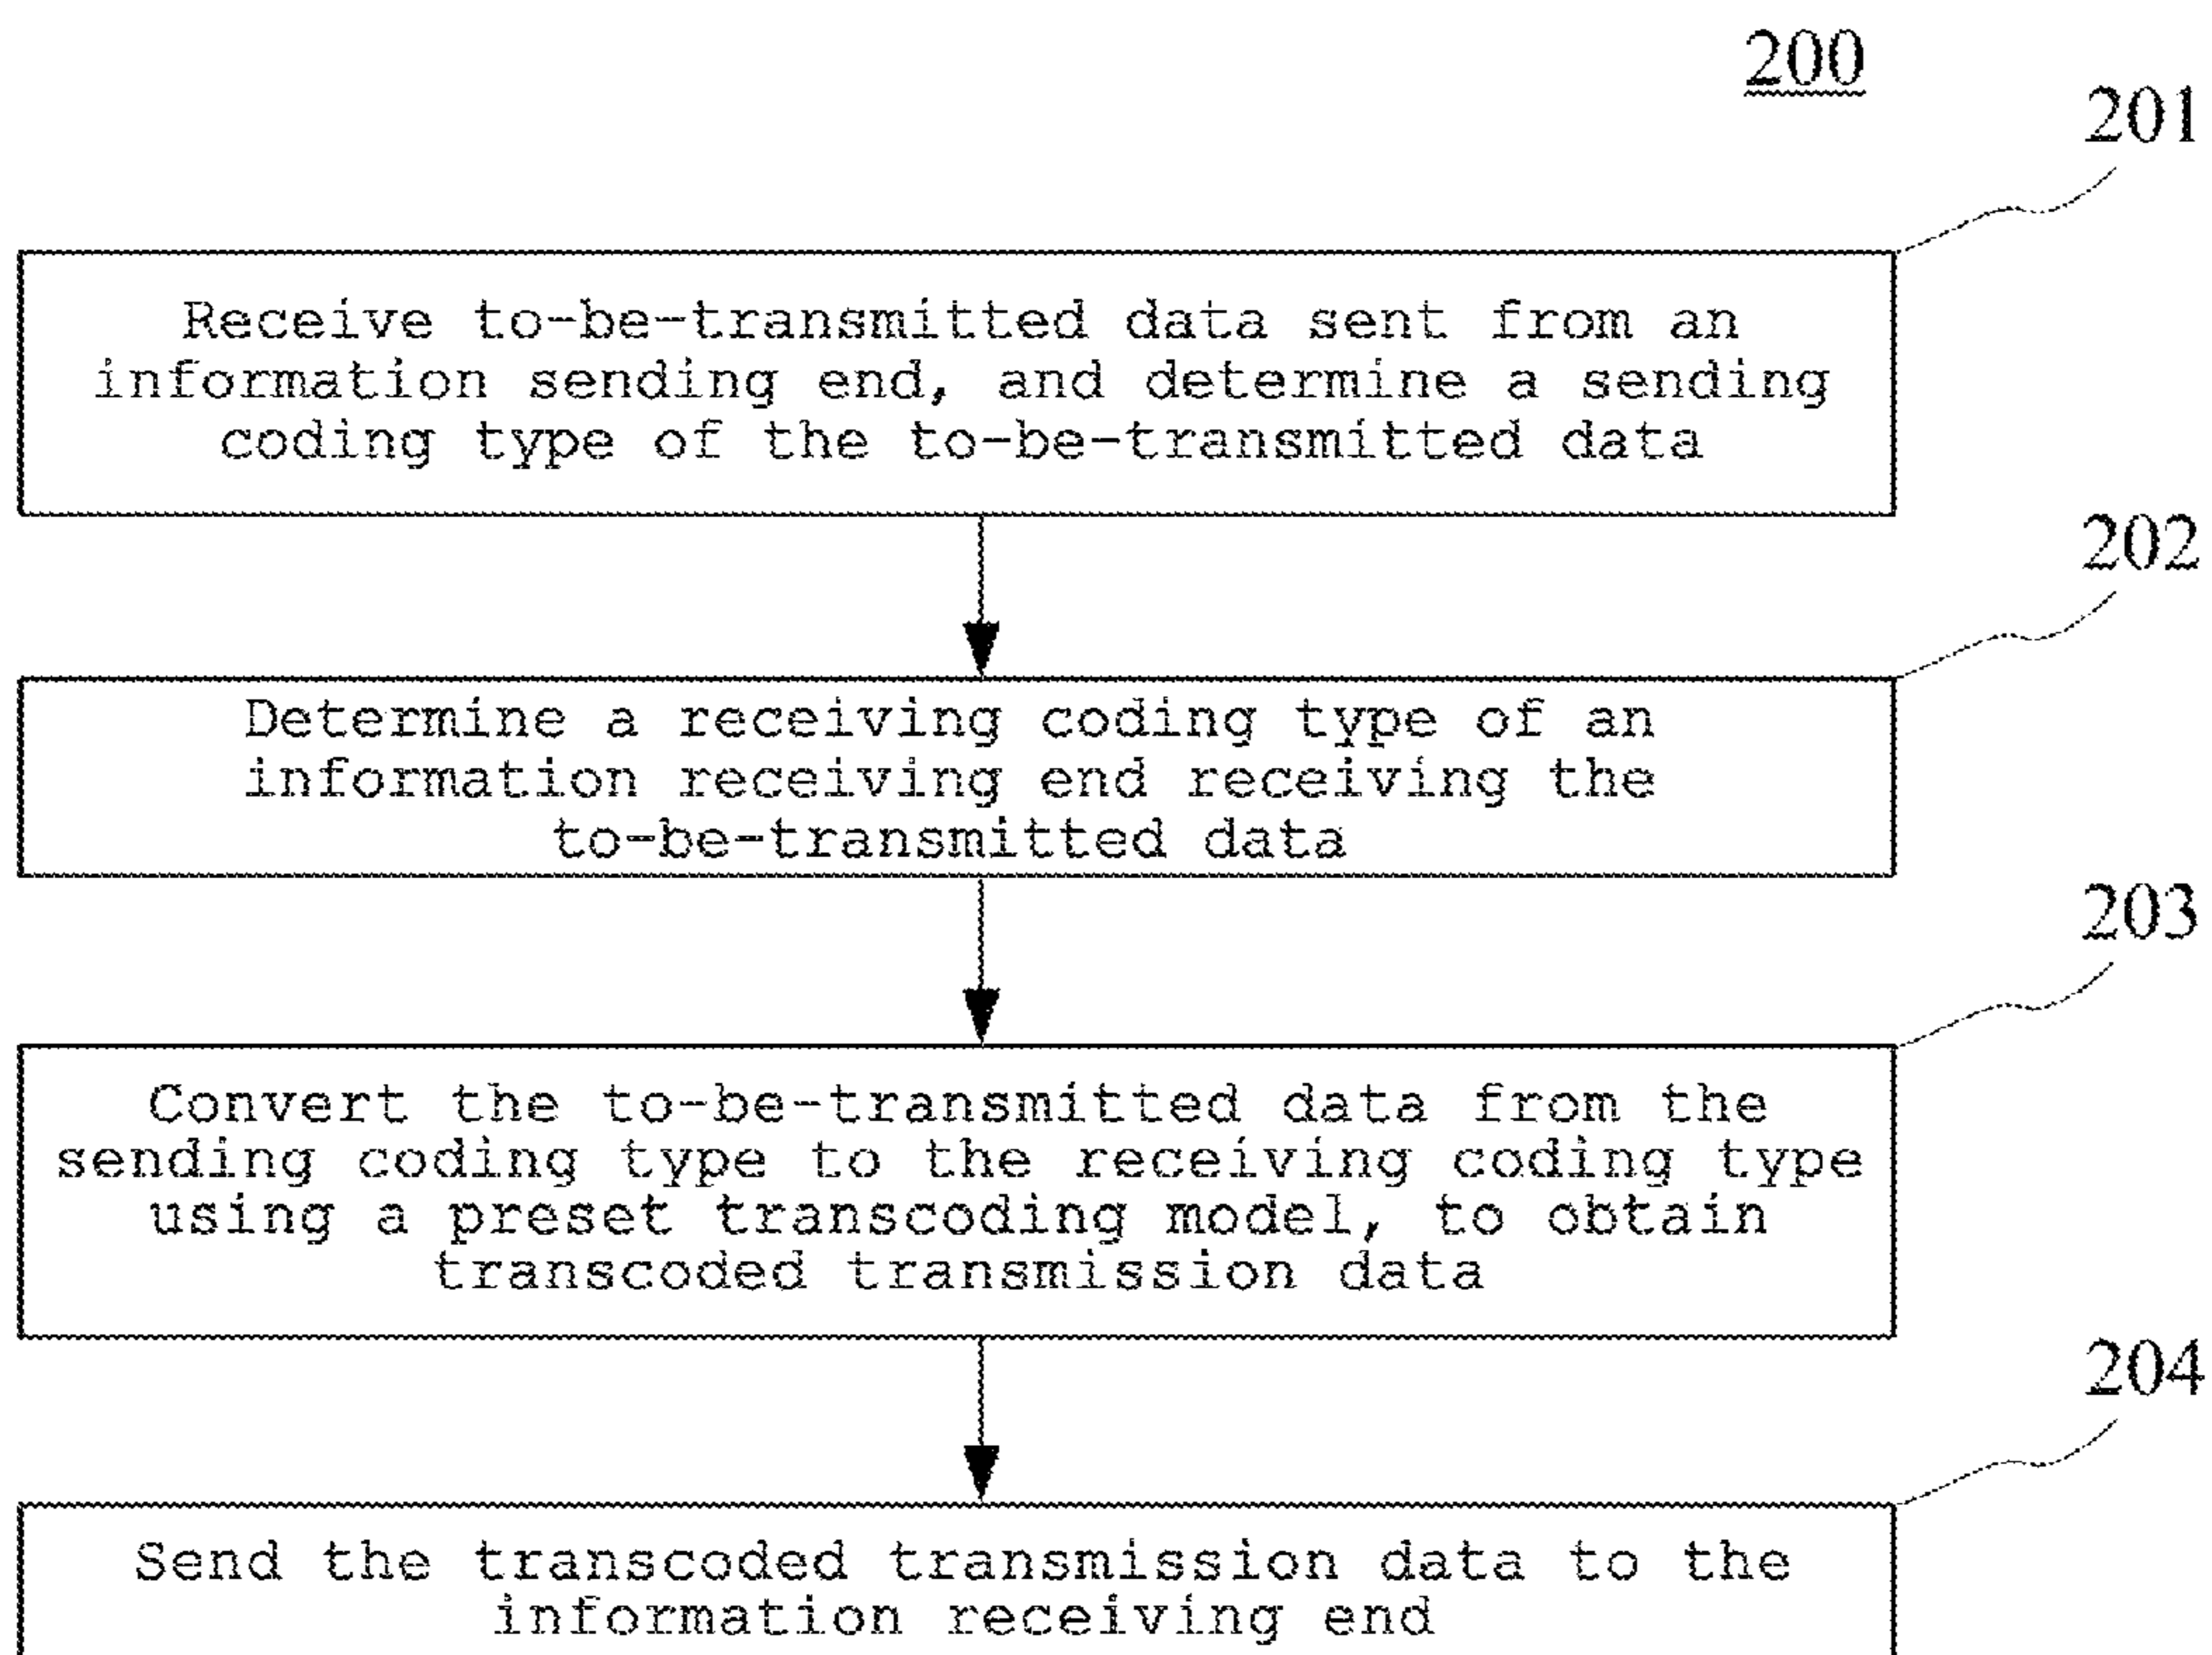 200
201
Receive to-be-transmitted data sent from an
information sending end, and determine a sending
coding type of the to-be-transmitted data
202
Determine a receiving coding type of an
information receiving end receiving the
to-be-transmitted data
203
Convert the to-be-transmitted data from the
sending coding type to the receiving coding type
using a preset transcoding model, to obtain
transcoded transmission data
204
Send the transcoded transmission data to the
information receiving end